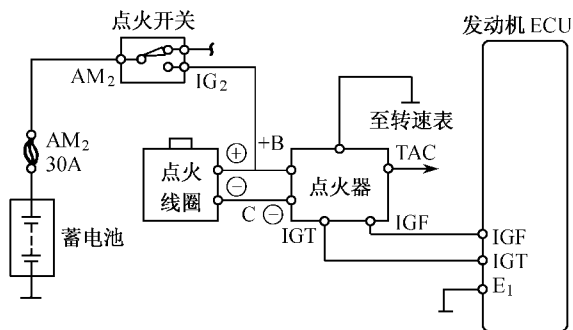 点火开关
发动机 ECU
AM₂
IG₂
AM₂
30A
蓄电池
点火
线圈
⊕
⊖
+B
C ⊖
点火器
至转速表
TAC
IGT
IGF
IGF
IGT
E₁